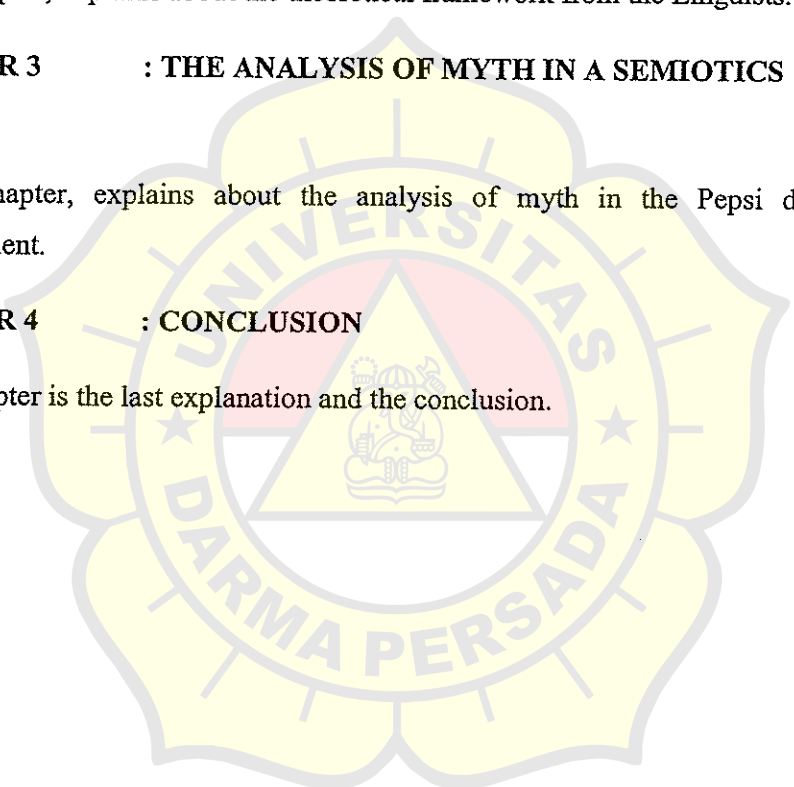 R 3 : THE ANALYSIS OF MYTH IN A SEMIOTICS
hapter, explains about the analysis of myth in the Pepsi d
ent.
R 4 : CONCLUSION
pter is the last explanation and the conclusion.
UNIVERSITAS
DARMA PERSADA